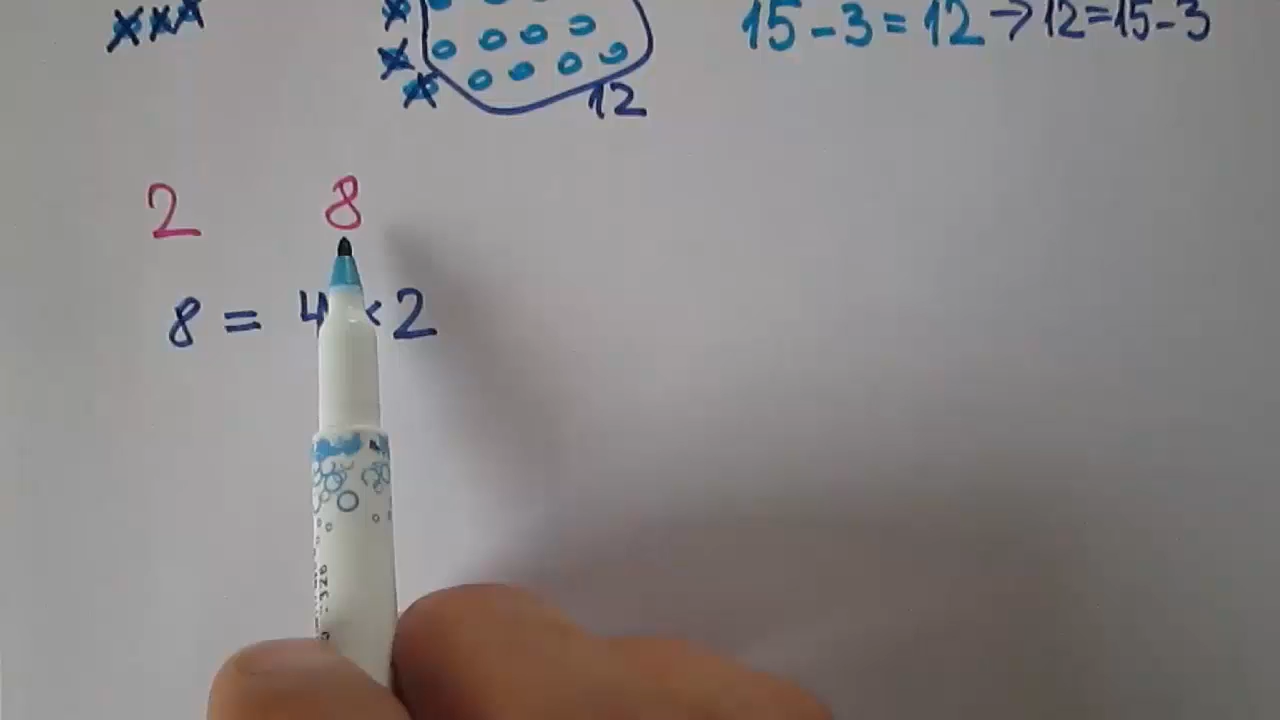 15 - 3 = 12 → 12 = 15 - 3
12
2 8
8 = 4 × 2